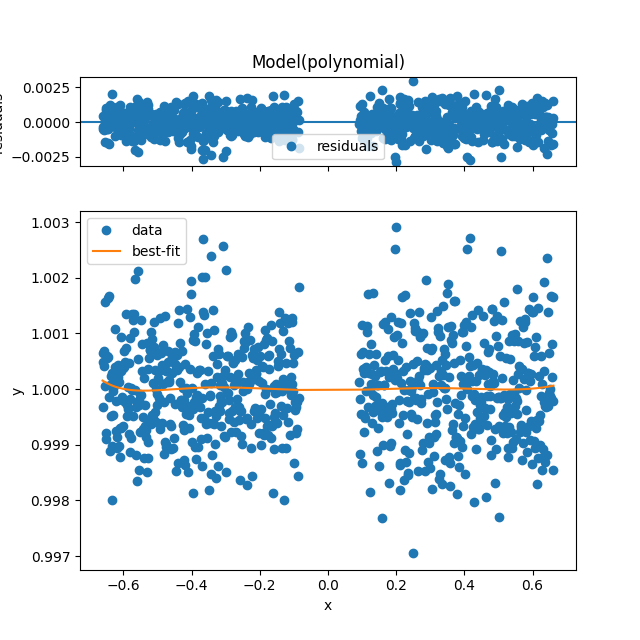 Model(polynomial)
0.0025
0.0000
−0.0025
residuals
residuals
1.003
1.002
1.001
1.000
0.999
0.998
0.997
data
best-fit
y
−0.6
−0.4
−0.2
0.0
0.2
0.4
0.6
x